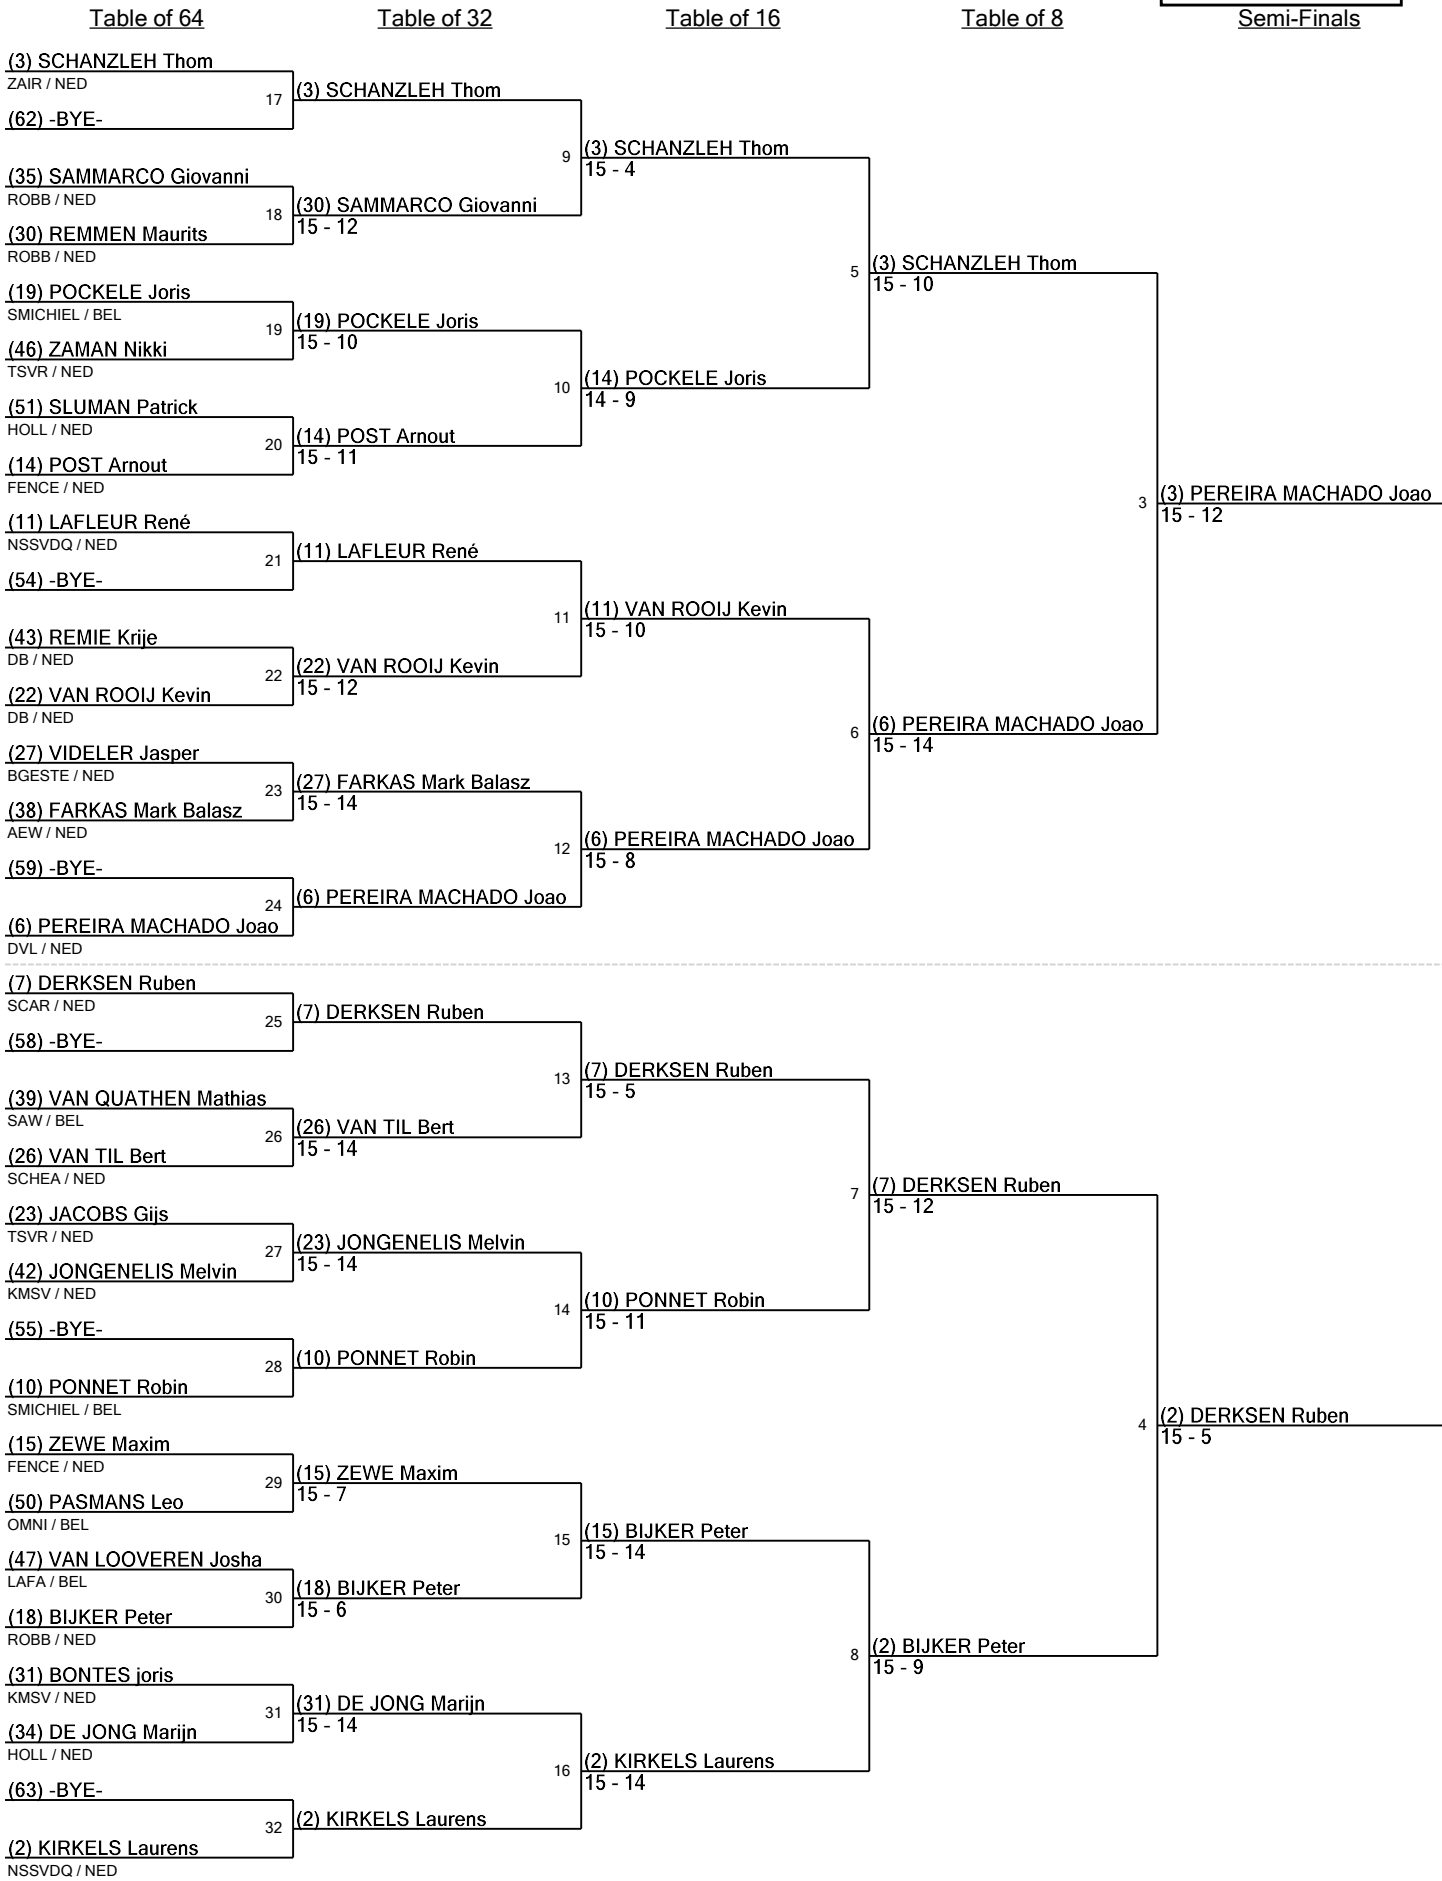 Table of 64
Table of 32
Table of 16
Table of 8
Semi-Finals
(3) SCHANZLEH Thom
ZAIR / NED
17
(62) -BYE-
(35) SAMMARCO Giovanni
ROBB / NED
18
(30) REMMEN Maurits
ROBB / NED
(19) POCKELE Joris
SMICHIEL / BEL
19
(46) ZAMAN Nikki
TSVR / NED
(51) SLUMAN Patrick
HOLL / NED
20
(14) POST Arnout
FENCE / NED
(11) LAFLEUR René
NSSVDQ / NED
21
(54) -BYE-
(43) REMIE Krije
DB / NED
22
(22) VAN ROOIJ Kevin
DB / NED
(27) VIDELER Jasper
BGESTE / NED
23
(38) FARKAS Mark Balasz
AEW / NED
(59) -BYE-
24
(6) PEREIRA MACHADO Joao
DVL / NED
(7) DERKSEN Ruben
SCAR / NED
25
(58) -BYE-
(39) VAN QUATHEN Mathias
SAW / BEL
26
(26) VAN TIL Bert
SCHEA / NED
(23) JACOBS Gijs
TSVR / NED
27
(42) JONGENELIS Melvin
KMSV / NED
(55) -BYE-
28
(10) PONNET Robin
SMICHIEL / BEL
(15) ZEWE Maxim
FENCE / NED
29
(50) PASMANS Leo
OMNI / BEL
(47) VAN LOOVEREN Josha
LAFA / BEL
30
(18) BIJKER Peter
ROBB / NED
(31) BONTES joris
KMSV / NED
31
(34) DE JONG Marijn
HOLL / NED
(63) -BYE-
32
(2) KIRKELS Laurens
NSSVDQ / NED
(3) SCHANZLEH Thom
9
(30) SAMMARCO Giovanni
15 - 12
(19) POCKELE Joris
15 - 10
10
(14) POST Arnout
15 - 11
(11) LAFLEUR René
11
(22) VAN ROOIJ Kevin
15 - 12
(27) FARKAS Mark Balasz
15 - 14
12
(6) PEREIRA MACHADO Joao
(7) DERKSEN Ruben
13
(26) VAN TIL Bert
15 - 14
(23) JONGENELIS Melvin
15 - 14
14
(10) PONNET Robin
(15) ZEWE Maxim
15 - 7
15
(18) BIJKER Peter
15 - 6
(31) DE JONG Marijn
15 - 14
16
(2) KIRKELS Laurens
(3) SCHANZLEH Thom
15 - 4
5
(14) POCKELE Joris
14 - 9
(11) VAN ROOIJ Kevin
15 - 10
6
(6) PEREIRA MACHADO Joao
15 - 8
(7) DERKSEN Ruben
15 - 5
7
(10) PONNET Robin
15 - 11
(15) BIJKER Peter
15 - 14
8
(2) KIRKELS Laurens
15 - 14
(3) SCHANZLEH Thom
15 - 10
3
(6) PEREIRA MACHADO Joao
15 - 14
(7) DERKSEN Ruben
15 - 12
4
(2) BIJKER Peter
15 - 9
(3) PEREIRA MACHADO Joao
15 - 12
(2) DERKSEN Ruben
15 - 5